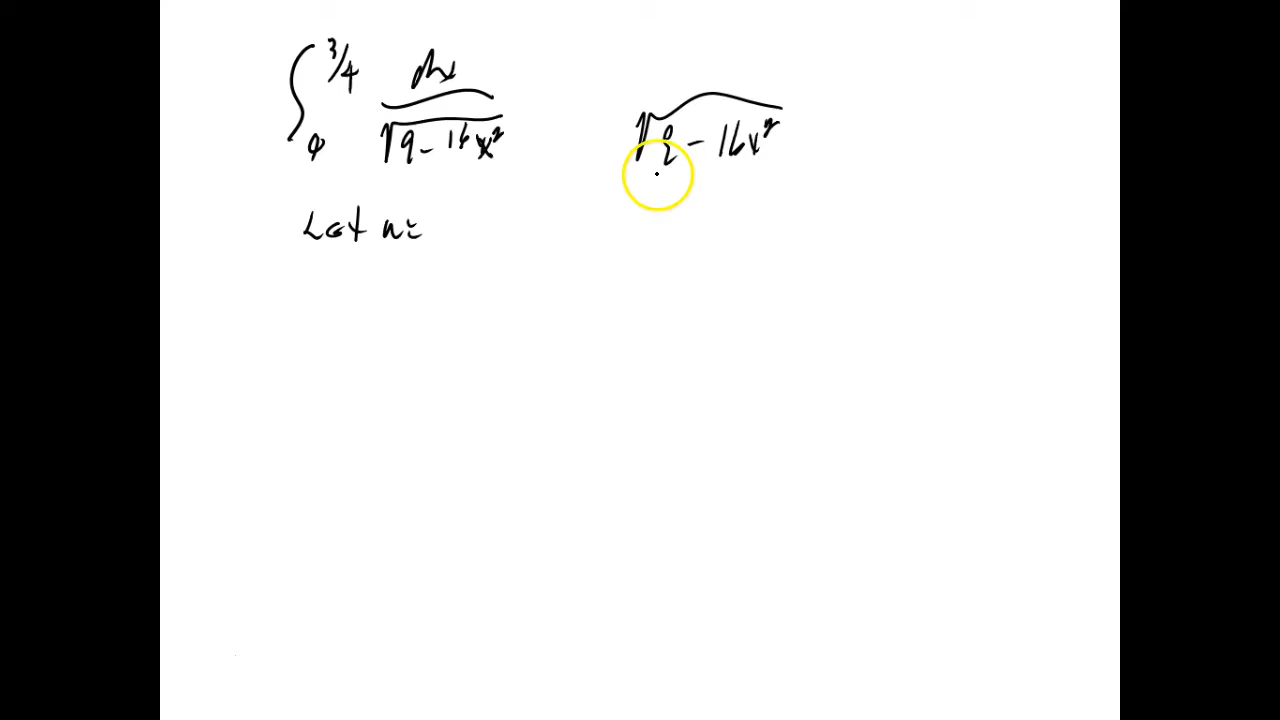 ∫₀^{3/4} dx/√(9 - 16x²)    √(9 - 16x²)
Let u=